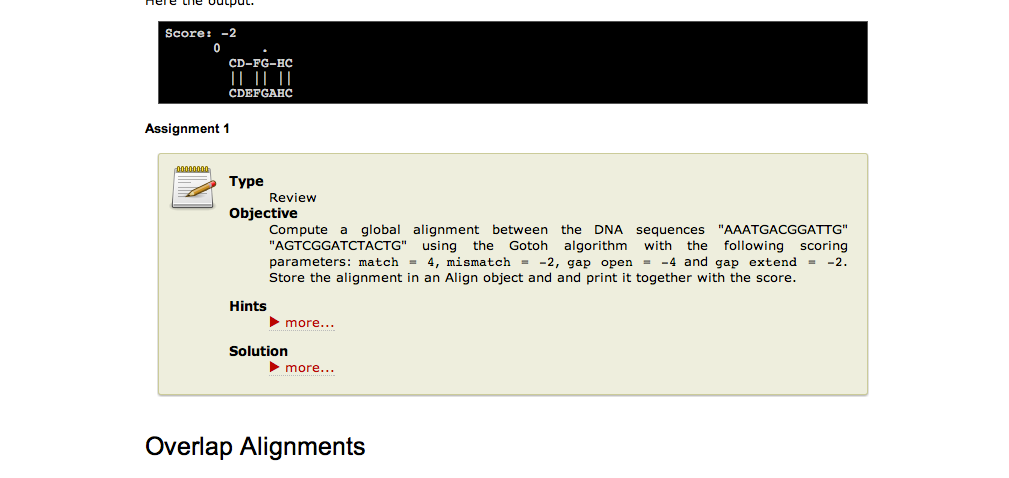 Here the output:
Score: -2
0 .
CD-FG-HC
|| || ||
CDEFGAHC
Assignment 1
Type
Review
Objective
Compute a global alignment between the DNA sequences "AAATGACGGATTG"
"AGTCGGATCTACTG" using the Gotoh algorithm with the following scoring
parameters: match = 4, mismatch = -2, gap open = -4 and gap extend = -2.
Store the alignment in an Align object and and print it together with the score.
Hints
more...
Solution
more...
Overlap Alignments